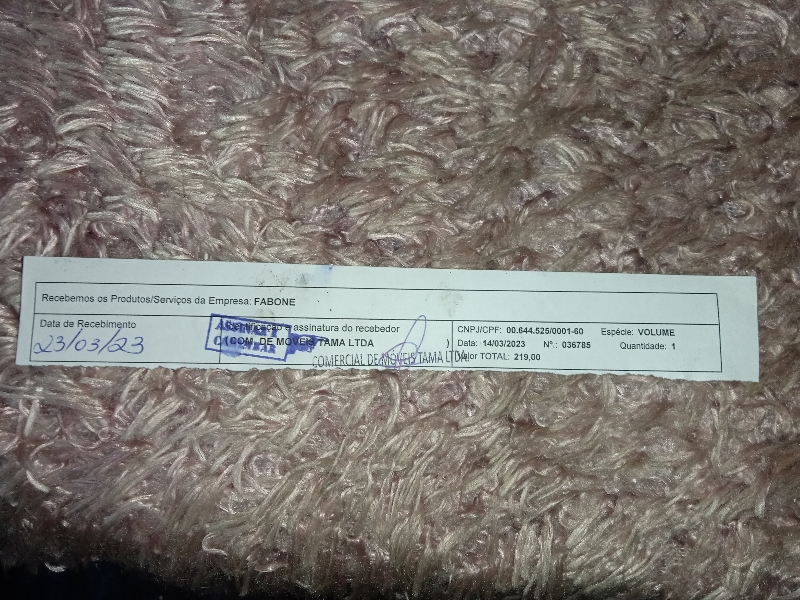 Recebemos os Produtos/Serviços da Empresa: FABONE
Data de Recebimento
23/03/23
Identificação e assinatura do recebedor
(COM. DE MOVEIS TAMA LTDA )
COMERCIAL DE MOVEIS TAMA LTDA
CNPJ/CPF: 00.644.525/0001-60 Espécie: VOLUME
Data: 14/03/2023 Nº.: 036785 Quantidade: 1
Valor TOTAL: 219,00